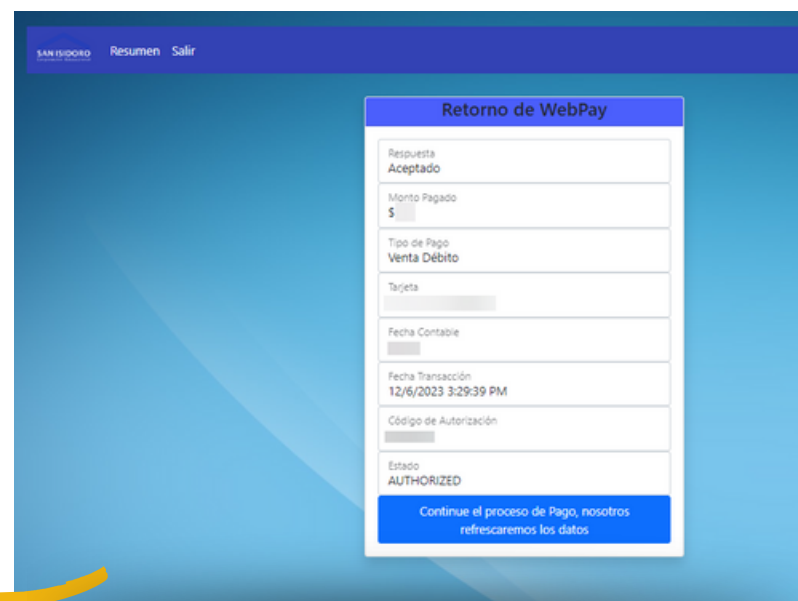 SAN ISIDORO
Resumen Salir
Retorno de WebPay
Respuesta
Aceptado
Monto Pagado
$
Tipo de Pago
Venta Débito
Tarjeta
Fecha Contable
Fecha Transacción
12/6/2023 3:29:39 PM
Código de Autorización
Estado
AUTHORIZED
Continue el proceso de Pago, nosotros
refrescaremos los datos